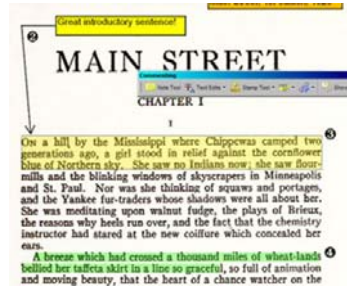 Great introductory sentence!
2
MAIN STREET
Commenting
Note Tool Text Edits Stamp Tool Show
CHAPTER I
I
3
On a hill by the Mississippi where Chippewas camped two
generations ago, a girl stood in relief against the cornflower
blue of Northern sky. She saw no Indians now; she saw flour-
mills and the blinking windows of skyscrapers in Minneapolis
and St. Paul. Nor was she thinking of squaws and portages,
and the Yankee fur-traders whose shadows were all about her.
She was meditating upon walnut fudge, the plays of Brieux,
the reasons why heels run over, and the fact that the chemistry
instructor had stared at the new coiffure which concealed her
ears.
4
A breeze which had crossed a thousand miles of wheat-lands
bellied her taffeta skirt in a line so graceful, so full of animation
and moving beauty, that the heart of a chance watcher on the